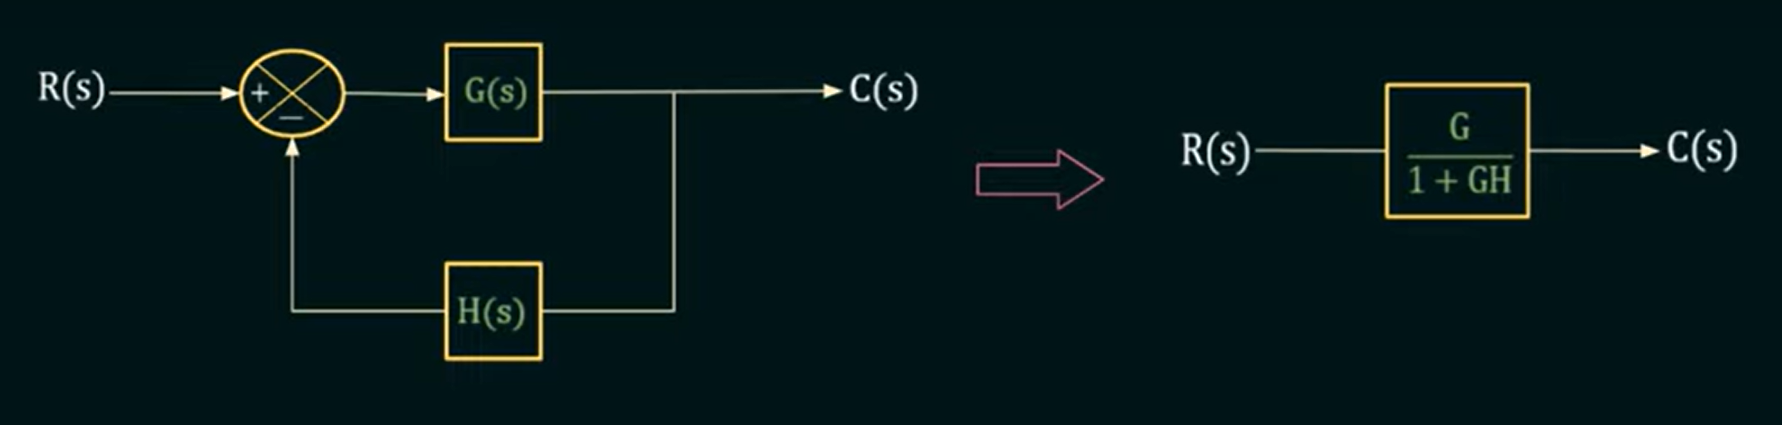 R(s)
+
−
G(s)
C(s)
H(s)
R(s)
G
1 + GH
C(s)